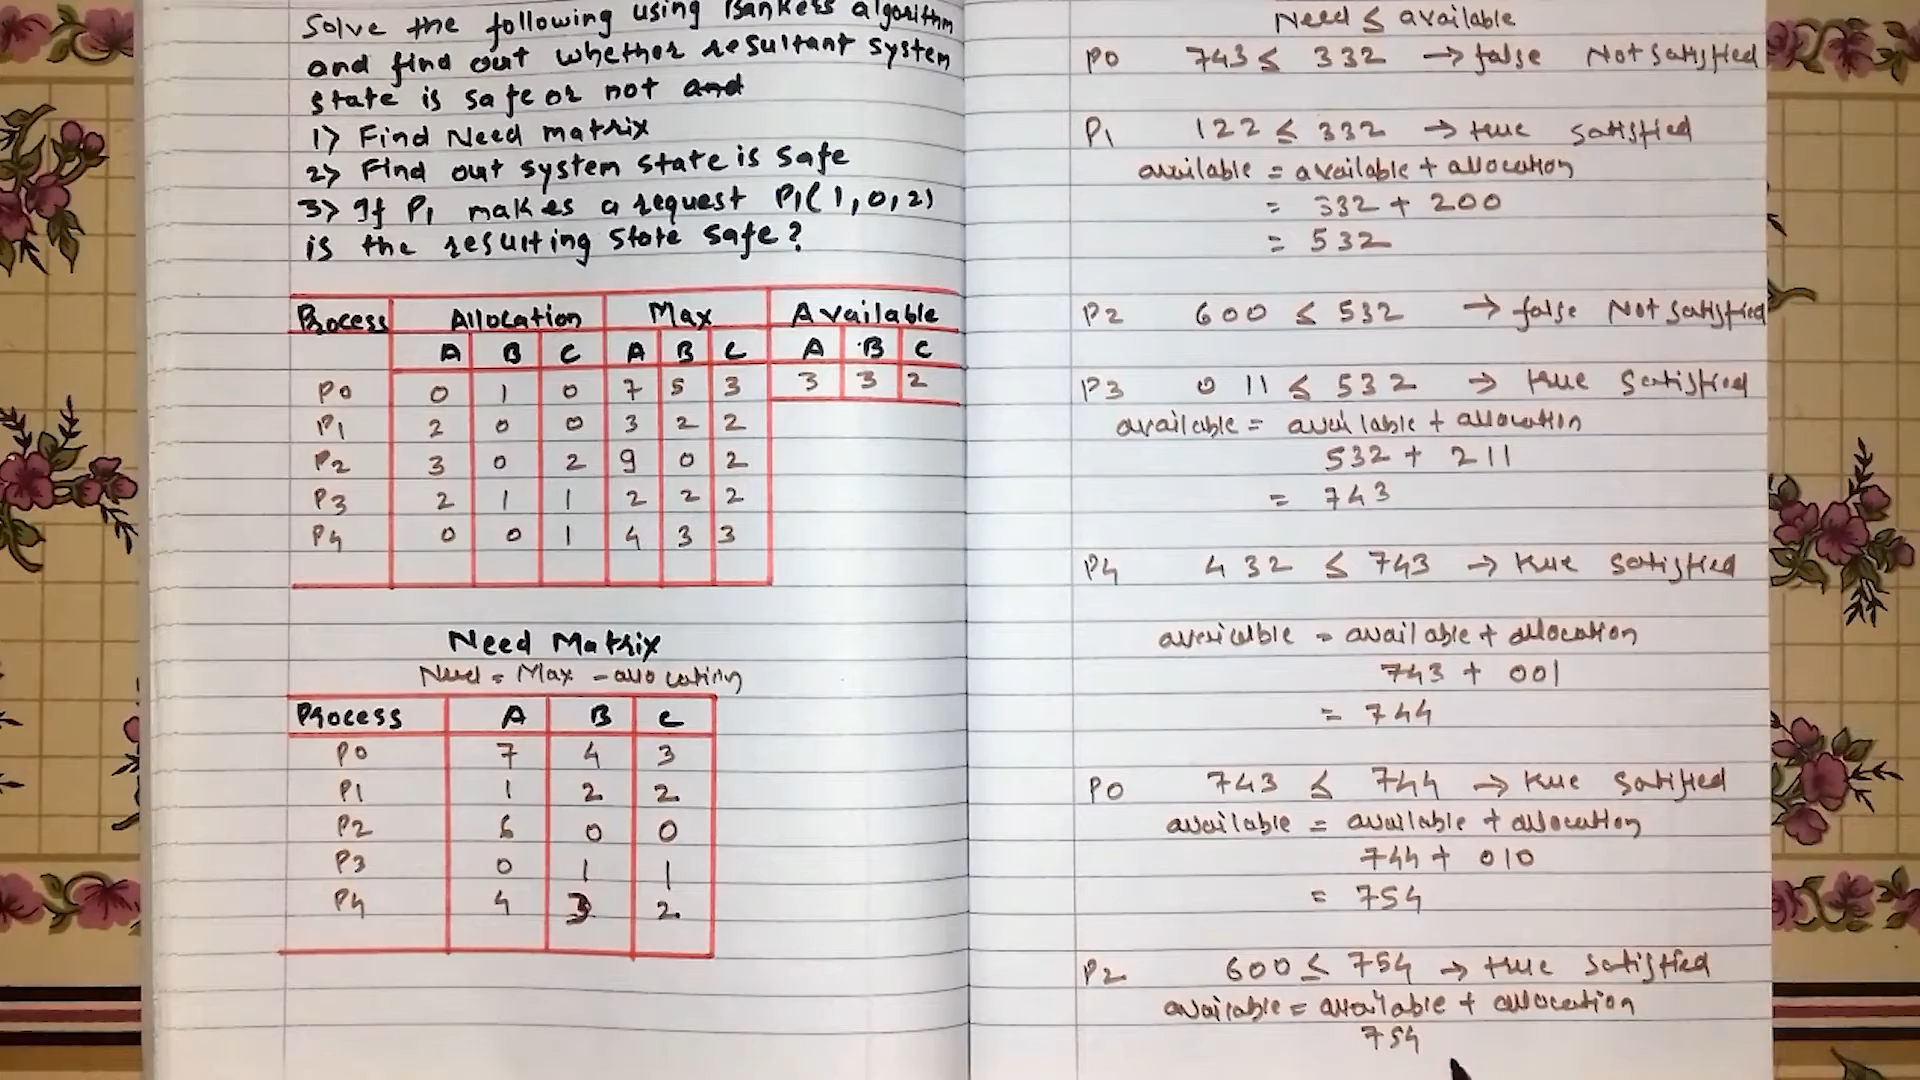 Solve the following using Bankers algorithm
and find out whether resultant system
state is safe or not and
1) Find Need matrix
2) Find out system state is safe
3) If P1 makes a request P1(1,0,2)
is the resulting state safe?
Process Allocation Max Available
A B C A B C A B C
P0 0 1 0 7 5 3 3 3 2
P1 2 0 0 3 2 2
P2 3 0 2 9 0 2
P3 2 1 1 2 2 2
P4 0 0 1 4 3 3
Need Matrix
Need = Max - allocation
Process A B C
P0 7 4 3
P1 1 2 2
P2 6 0 0
P3 0 1 1
P4 4 3 2
Need ≤ available
P0 743 ≤ 332 → false Not satisfied
P1 122 ≤ 332 → true satisfied
available = available + allocation
= 332 + 200
= 532
P2 600 ≤ 532 → false Not satisfied
P3 011 ≤ 532 → true satisfied
available = available + allocation
532 + 211
= 743
P4 432 ≤ 743 → true satisfied
available = available + allocation
743 + 001
= 744
P0 743 ≤ 744 → true satified
available = available + allocation
744 + 010
= 754
P2 600 ≤ 754 → true satisfied
available = available + allocation
754